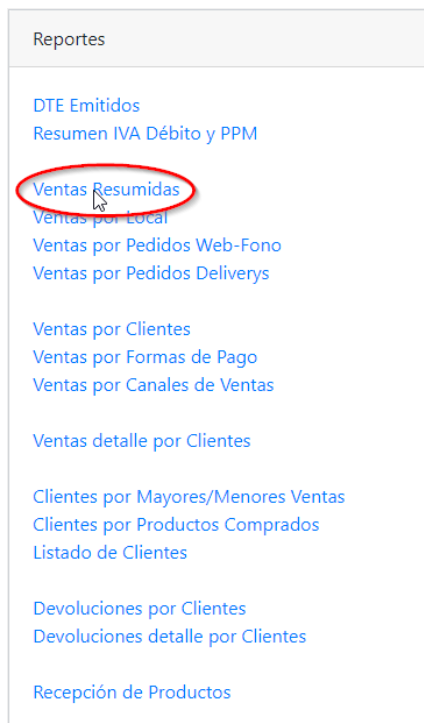 Reportes
DTE Emitidos
Resumen IVA Débito y PPM
Ventas Resumidas
Ventas por Local
Ventas por Pedidos Web-Fono
Ventas por Pedidos Deliverys
Ventas por Clientes
Ventas por Formas de Pago
Ventas por Canales de Ventas
Ventas detalle por Clientes
Clientes por Mayores/Menores Ventas
Clientes por Productos Comprados
Listado de Clientes
Devoluciones por Clientes
Devoluciones detalle por Clientes
Recepción de Productos